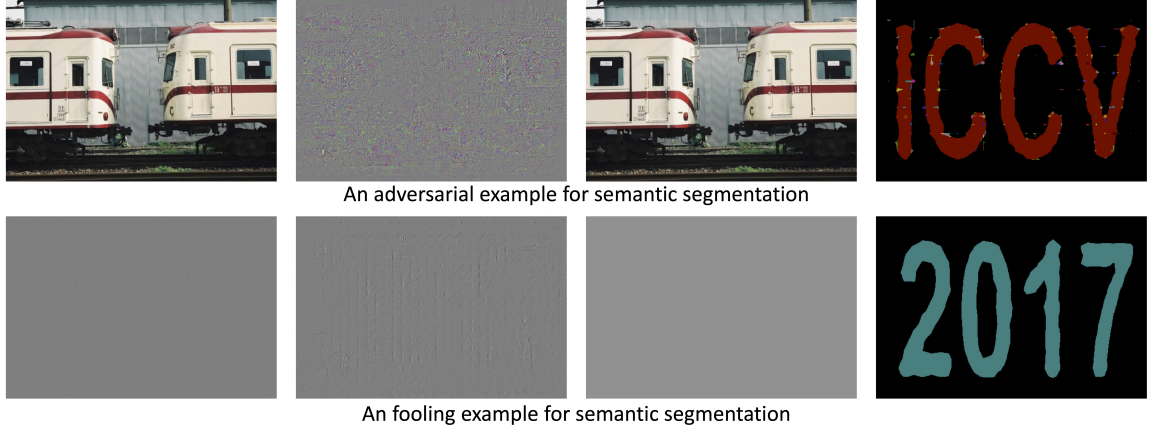 ICCV
An adversarial example for semantic segmentation
2017
An fooling example for semantic segmentation